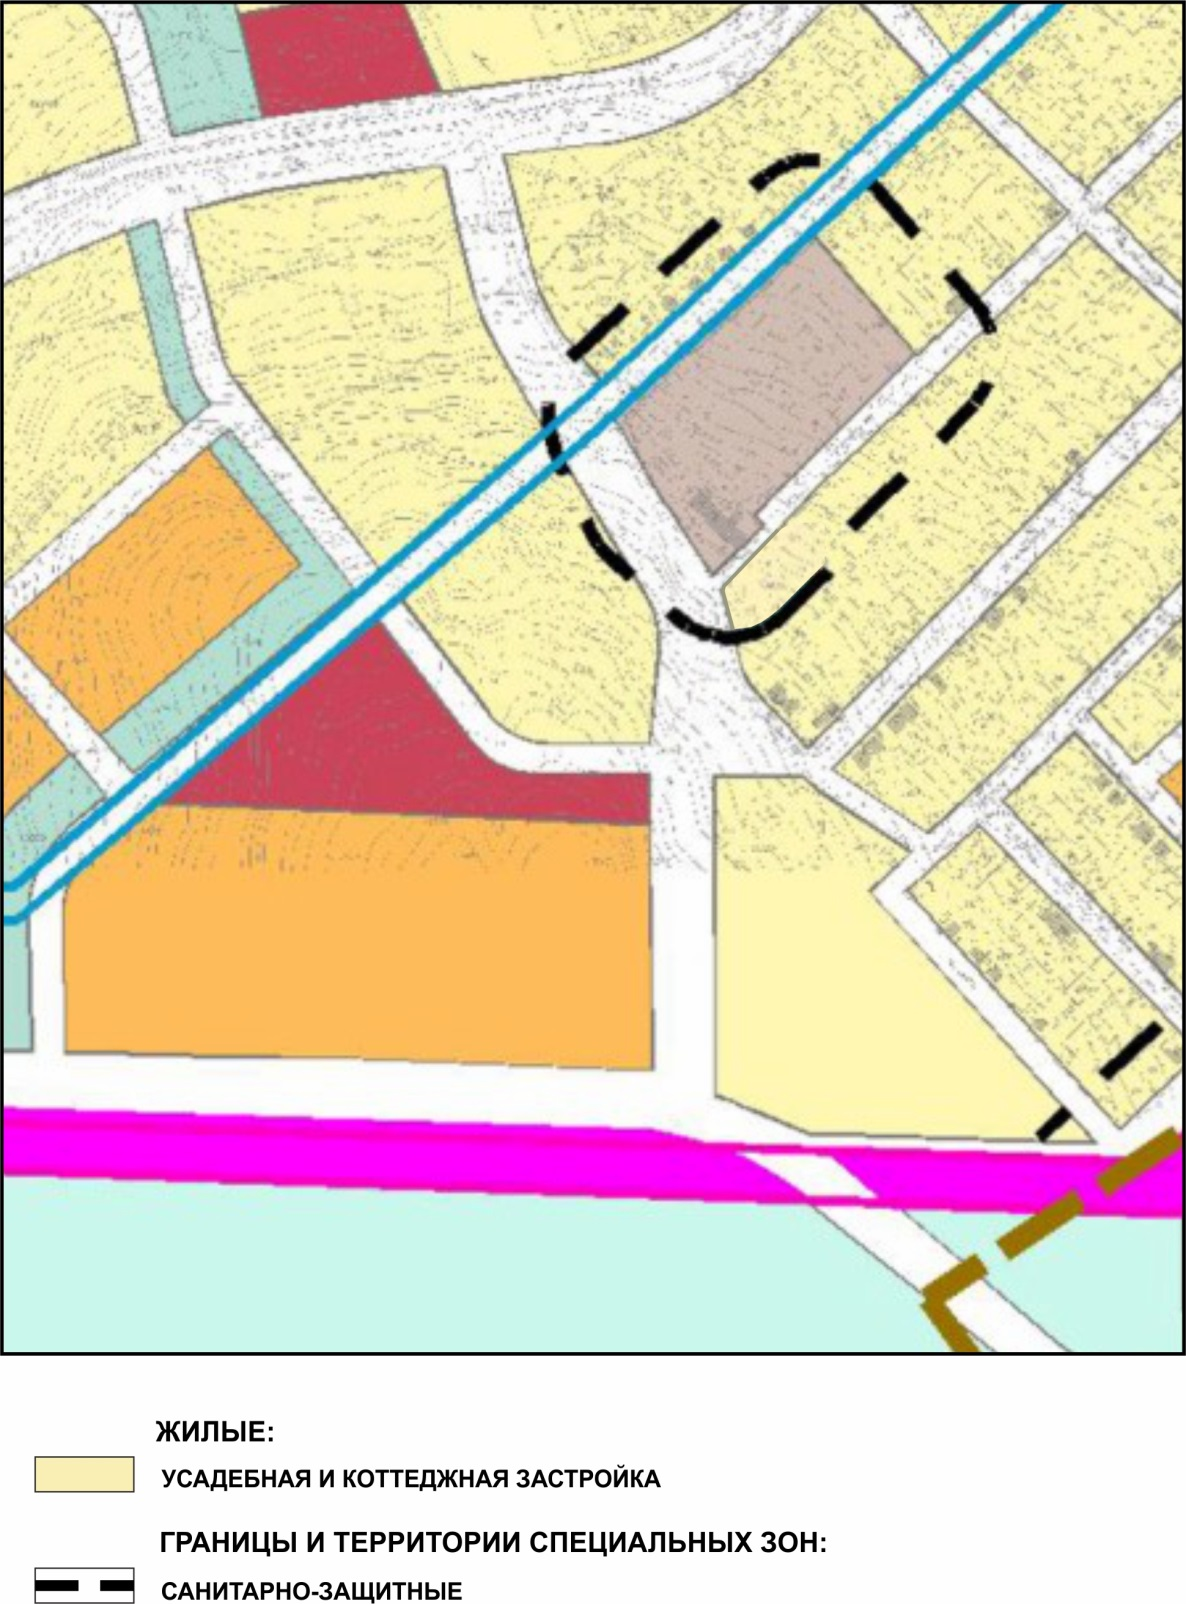 ЖИЛЫЕ:
УСАДЕБНАЯ И КОТТЕДЖНАЯ ЗАСТРОЙКА
ГРАНИЦЫ И ТЕРРИТОРИИ СПЕЦИАЛЬНЫХ ЗОН:
САНИТАРНО-ЗАЩИТНЫЕ